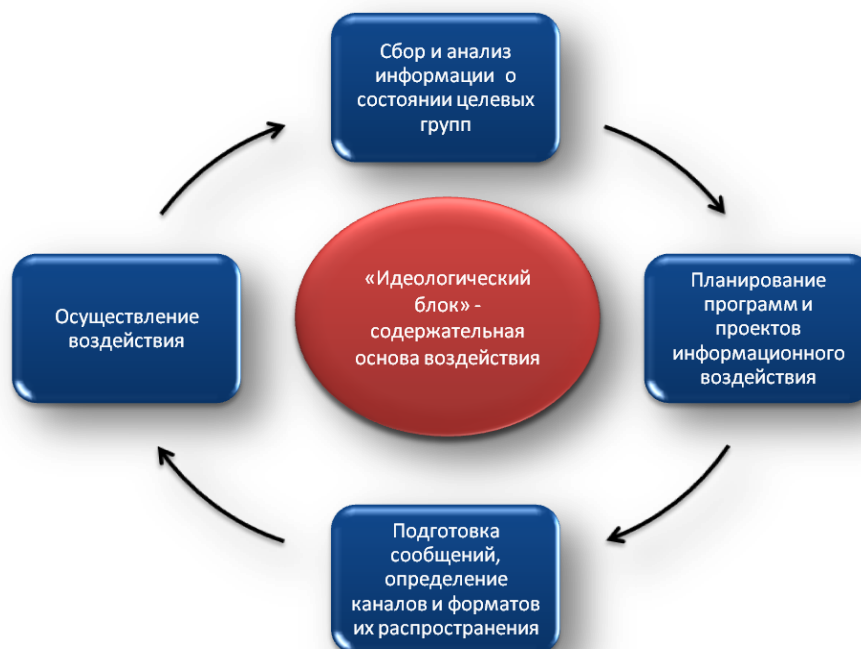 Сбор и анализ
информации о
состоянии целевых
групп
«Идеологический
блок» -
содержательная
основа воздействия
Осуществление
воздействия
Планирование
программ и
проектов
информационного
воздействия
Подготовка
сообщений,
определение
каналов и форматов
их распространения